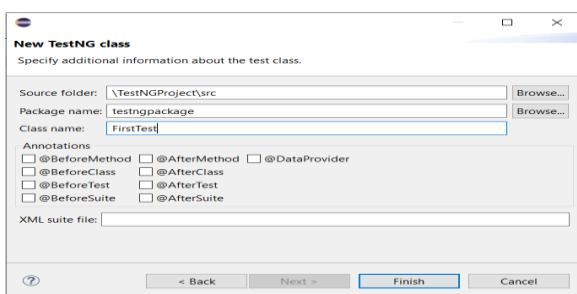 New TestNG class
Specify additional information about the test class.
Source folder: \TestNGProject\src Browse...
Package name: testngpackage Browse...
Class name: FirstTest
Annotations
@BeforeMethod @AfterMethod @DataProvider
@BeforeClass @AfterClass
@BeforeTest @AfterTest
@BeforeSuite @AfterSuite
XML suite file:
? < Back Next > Finish Cancel